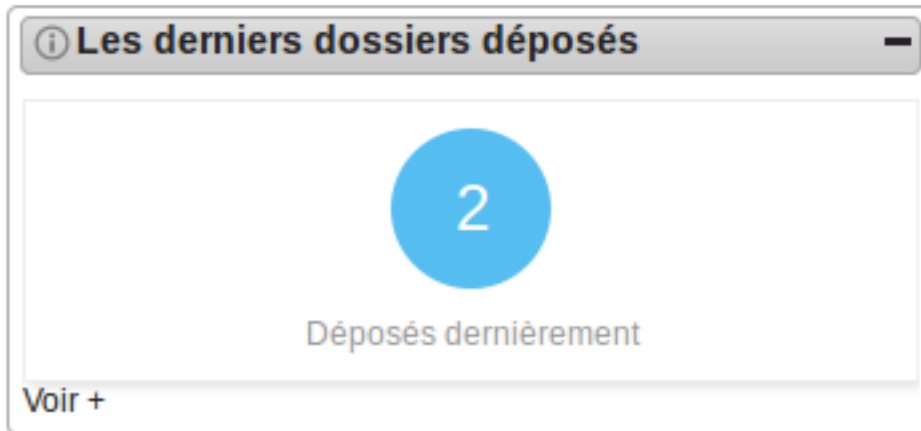 Les derniers dossiers déposés
2
Déposés dernièrement
Voir +